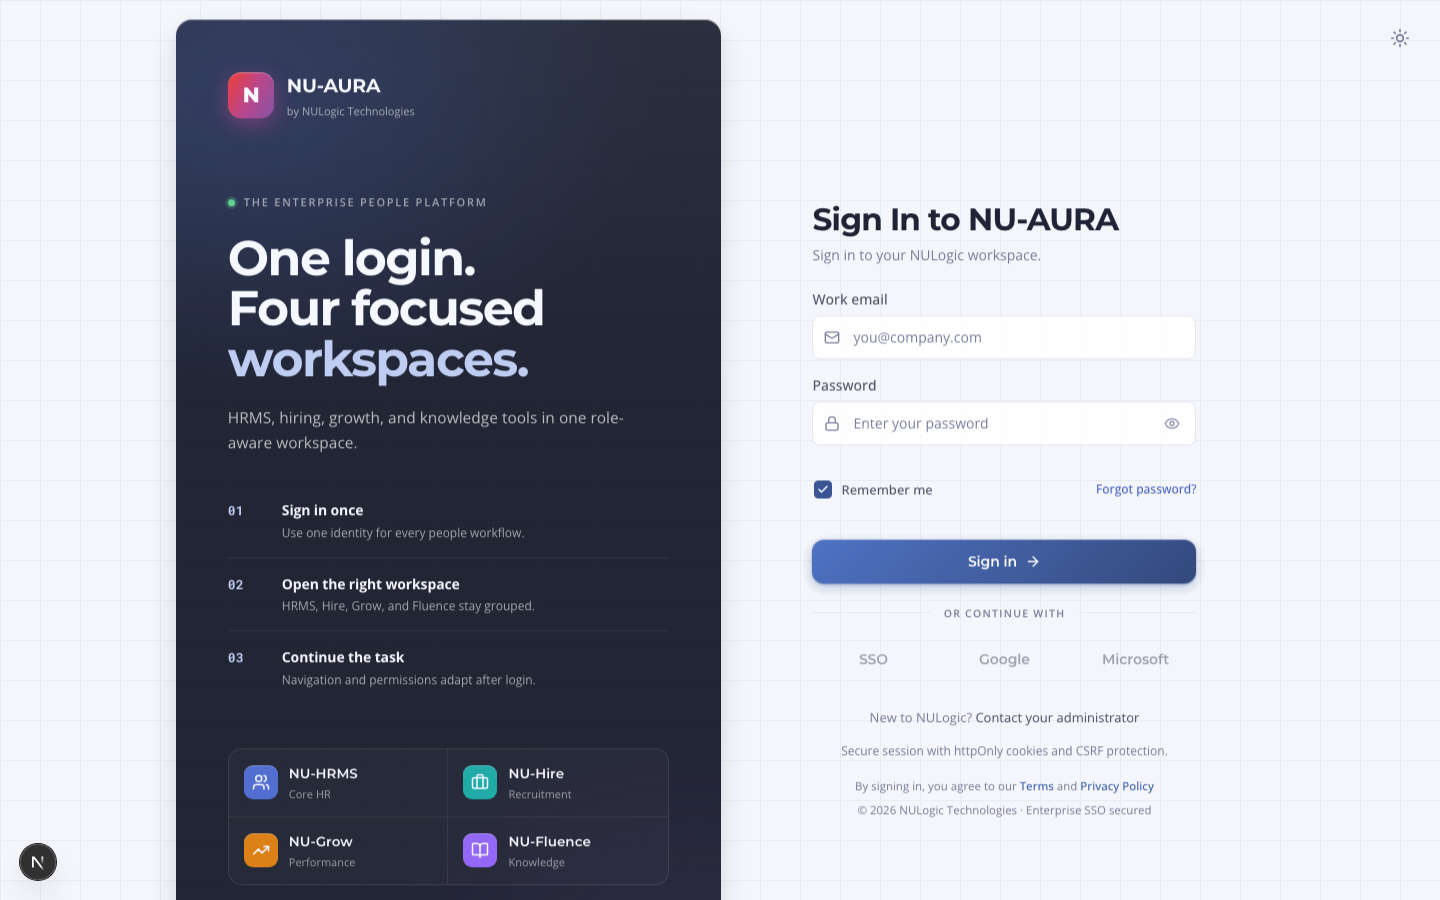 N
NU-AURA
by NULogic Technologies
THE ENTERPRISE PEOPLE PLATFORM
One login.
Four focused
workspaces.
HRMS, hiring, growth, and knowledge tools in one role-
aware workspace.
01
Sign in once
Use one identity for every people workflow.
02
Open the right workspace
HRMS, Hire, Grow, and Fluence stay grouped.
03
Continue the task
Navigation and permissions adapt after login.
NU-HRMS
Core HR
NU-Hire
Recruitment
NU-Grow
Performance
NU-Fluence
Knowledge
N
Sign In to NU-AURA
Sign in to your NULogic workspace.
Work email
you@company.com
Password
Enter your password
Remember me
Forgot password?
Sign in
OR CONTINUE WITH
SSO
Google
Microsoft
New to NULogic? Contact your administrator
Secure session with httpOnly cookies and CSRF protection.
By signing in, you agree to our Terms and Privacy Policy
© 2026 NULogic Technologies · Enterprise SSO secured